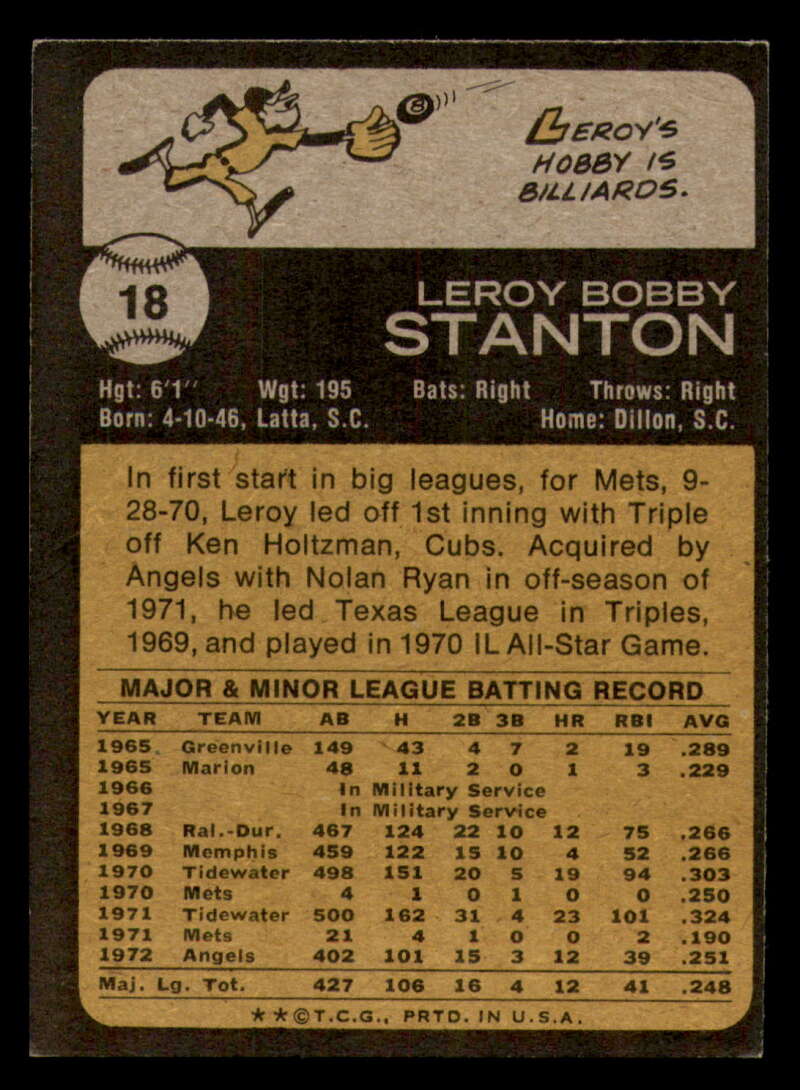 LEROY'S
HOBBY IS
BILLIARDS.
8
18
LEROY BOBBY
STANTON
Hgt: 6'1" Wgt: 195 Bats: Right Throws: Right
Born: 4-10-46, Latta, S.C. Home: Dillon, S.C.
In first start in big leagues, for Mets, 9-
28-70, Leroy led off 1st inning with Triple
off Ken Holtzman, Cubs. Acquired by
Angels with Nolan Ryan in off-season of
1971, he led Texas League in Triples,
1969, and played in 1970 IL All-Star Game.
MAJOR & MINOR LEAGUE BATTING RECORD
YEAR TEAM AB H 2B 3B HR RBI AVG
1965 Greenville 149 43 4 7 2 19 .289
1965 Marion 48 11 2 0 1 3 .229
1966 In Military Service
1967 In Military Service
1968 Ral.-Dur. 467 124 22 10 12 75 .266
1969 Memphis 459 122 15 10 4 52 .266
1970 Tidewater 498 151 20 5 19 94 .303
1970 Mets 4 1 0 1 0 0 .250
1971 Tidewater 500 162 31 4 23 101 .324
1971 Mets 21 4 1 0 0 2 .190
1972 Angels 402 101 15 3 12 39 .251
Maj. Lg. Tot. 427 106 16 4 12 41 .248
★★©T.C.G., PRTD. IN U.S.A.